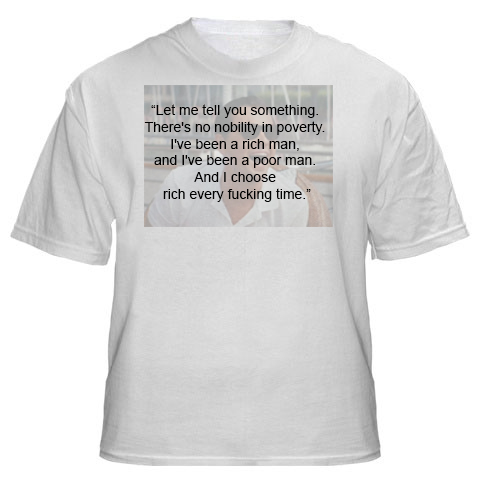 “Let me tell you something.
There's no nobility in poverty.
I've been a rich man,
and I've been a poor man.
And I choose
rich every fucking time.”